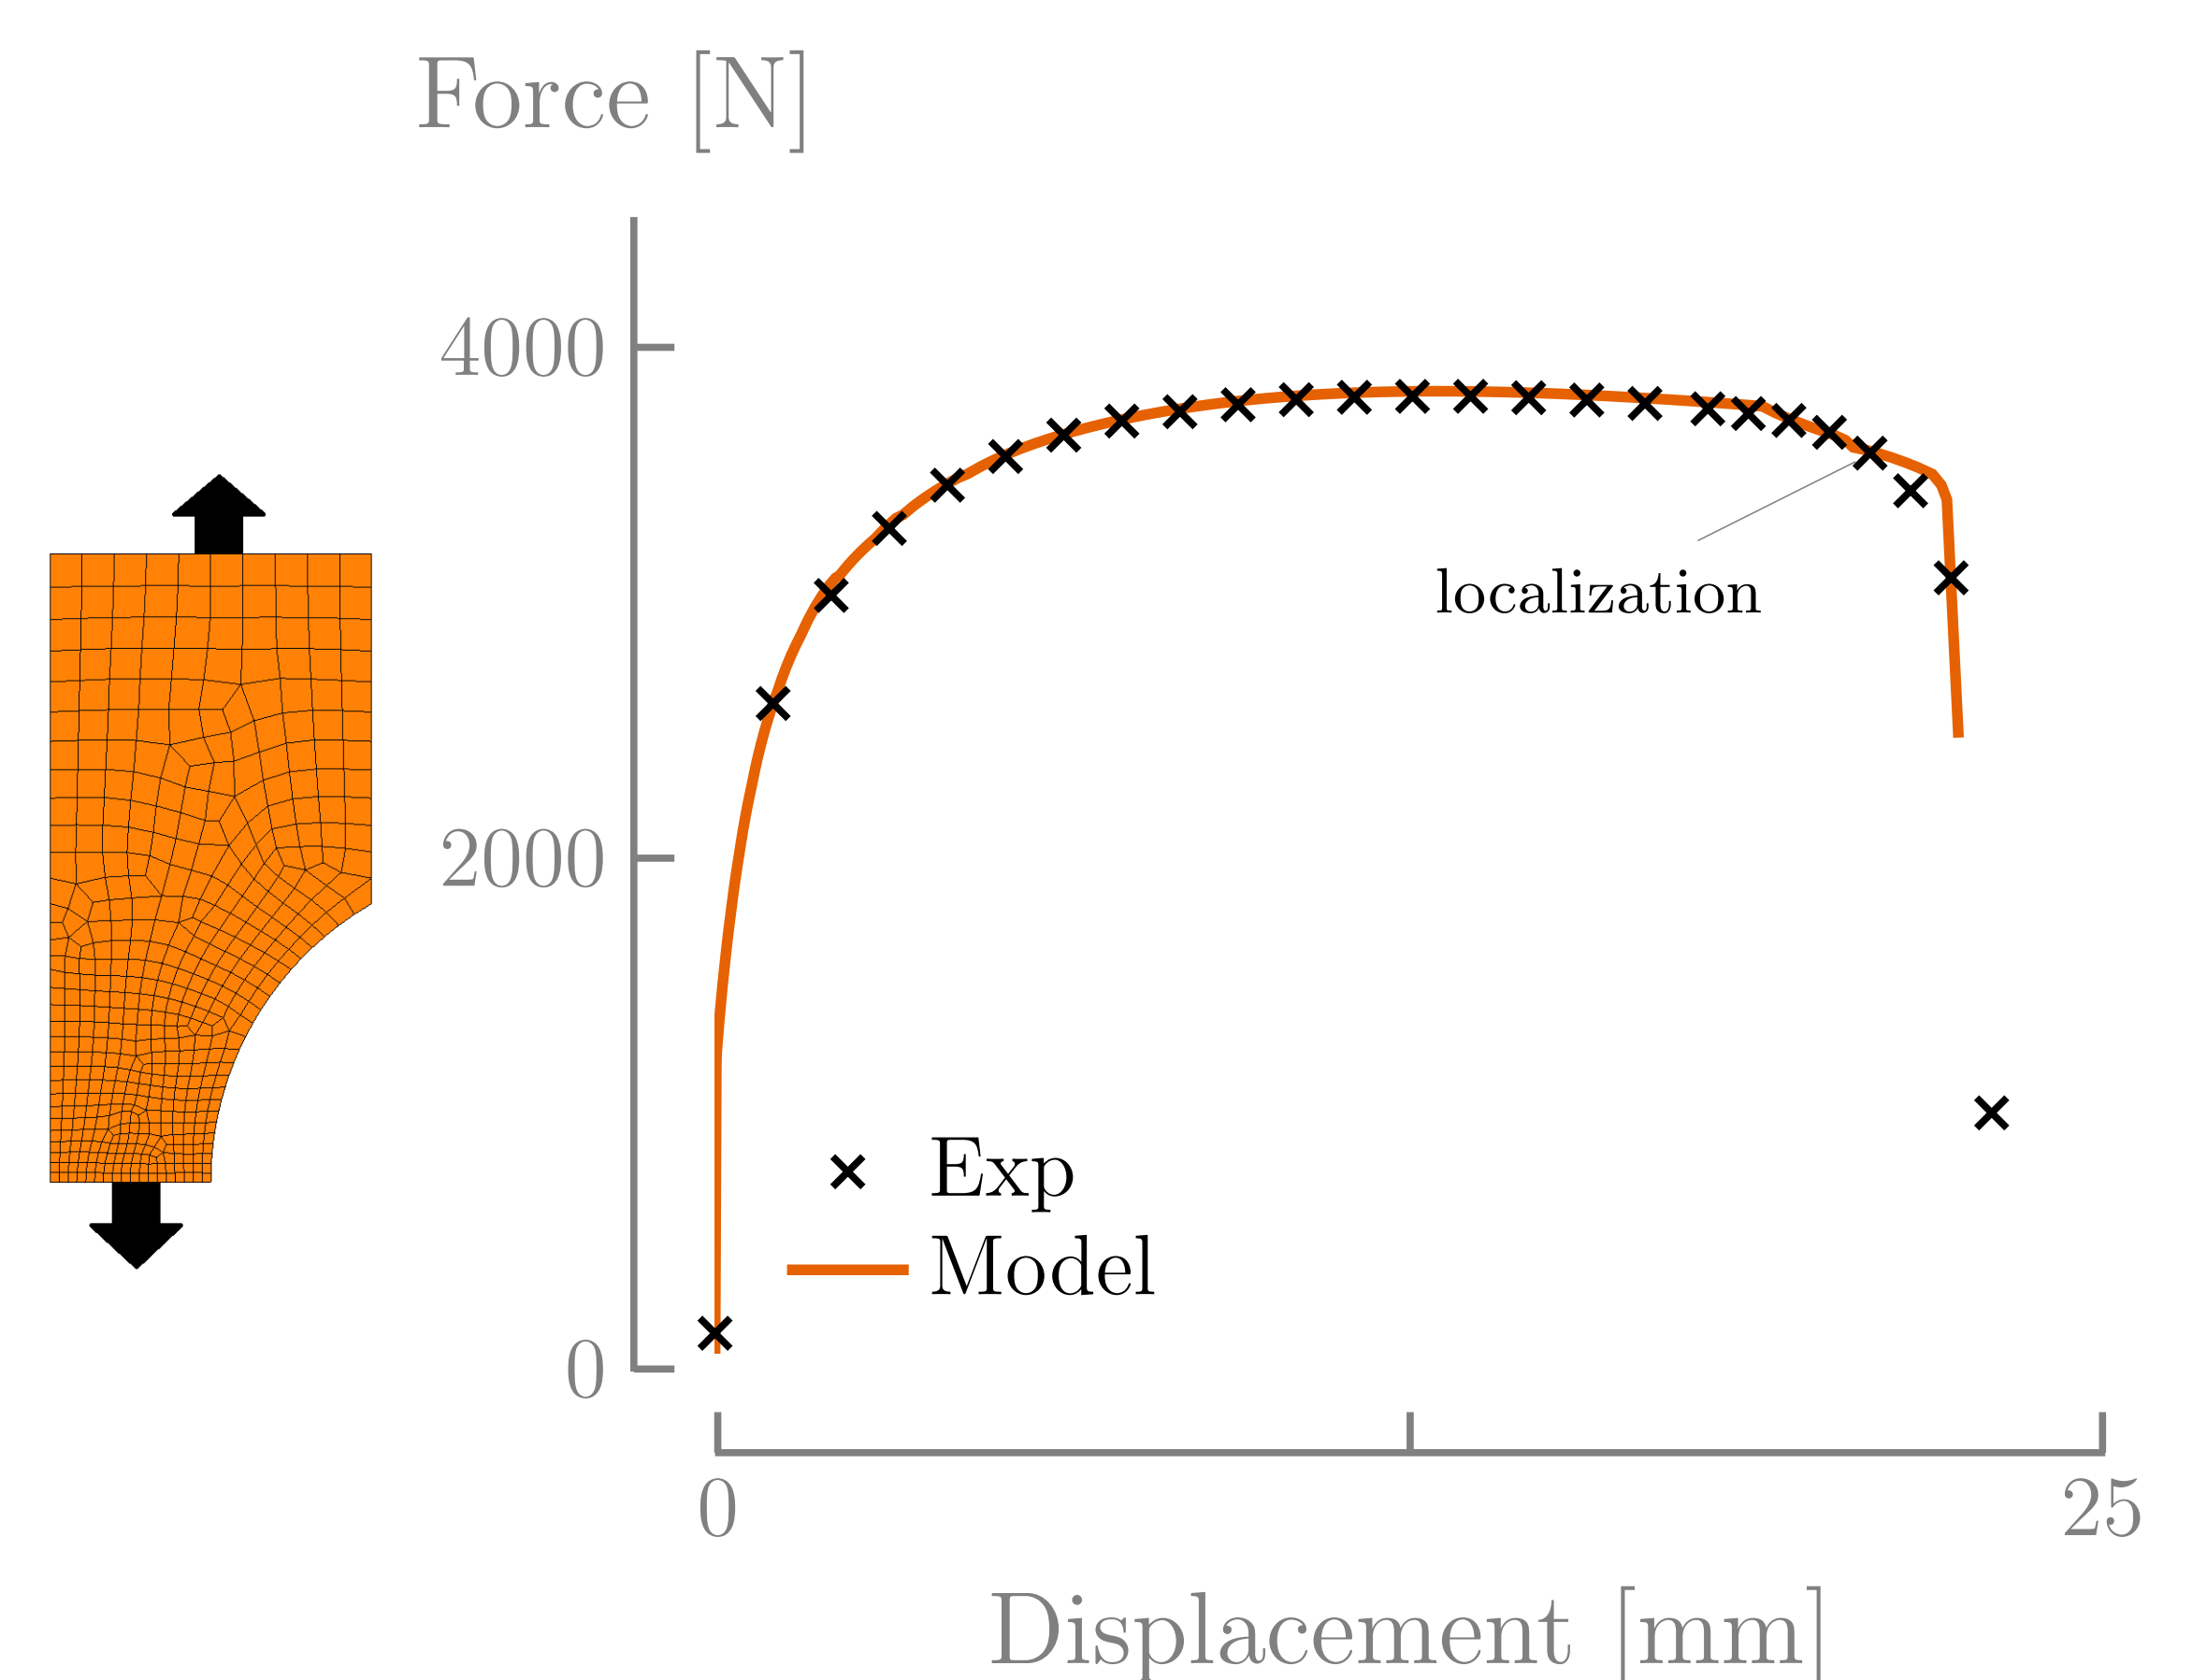 Force [N]
4000
localization
2000
Exp
Model
0
0
25
Displacement [mm]